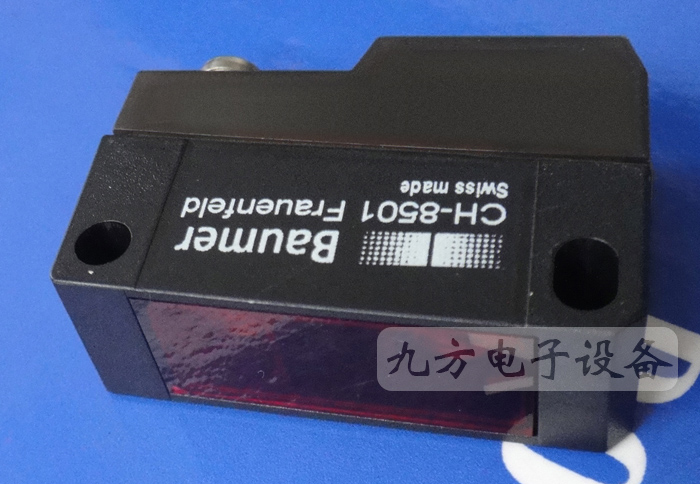 Baumer
CH-8501 Frauenfeld
Swiss made
九方电子设备